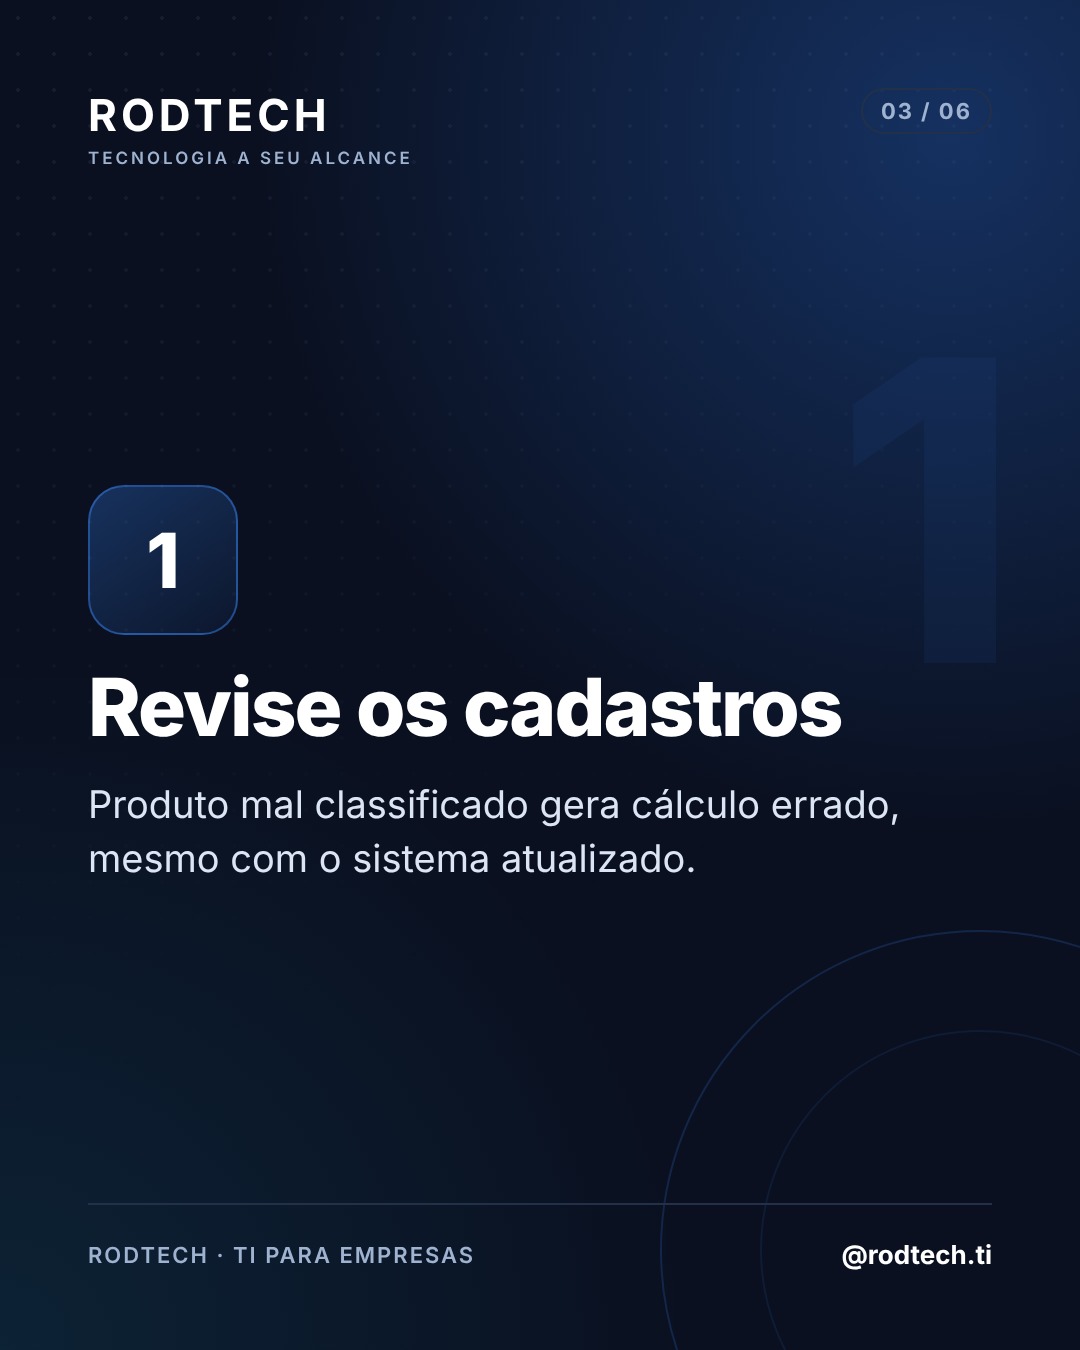 RODTECH
TECNOLOGIA A SEU ALCANCE
03 / 06
1
1
Revise os cadastros
Produto mal classificado gera cálculo errado,
mesmo com o sistema atualizado.
RODTECH · TI PARA EMPRESAS
@rodtech.ti